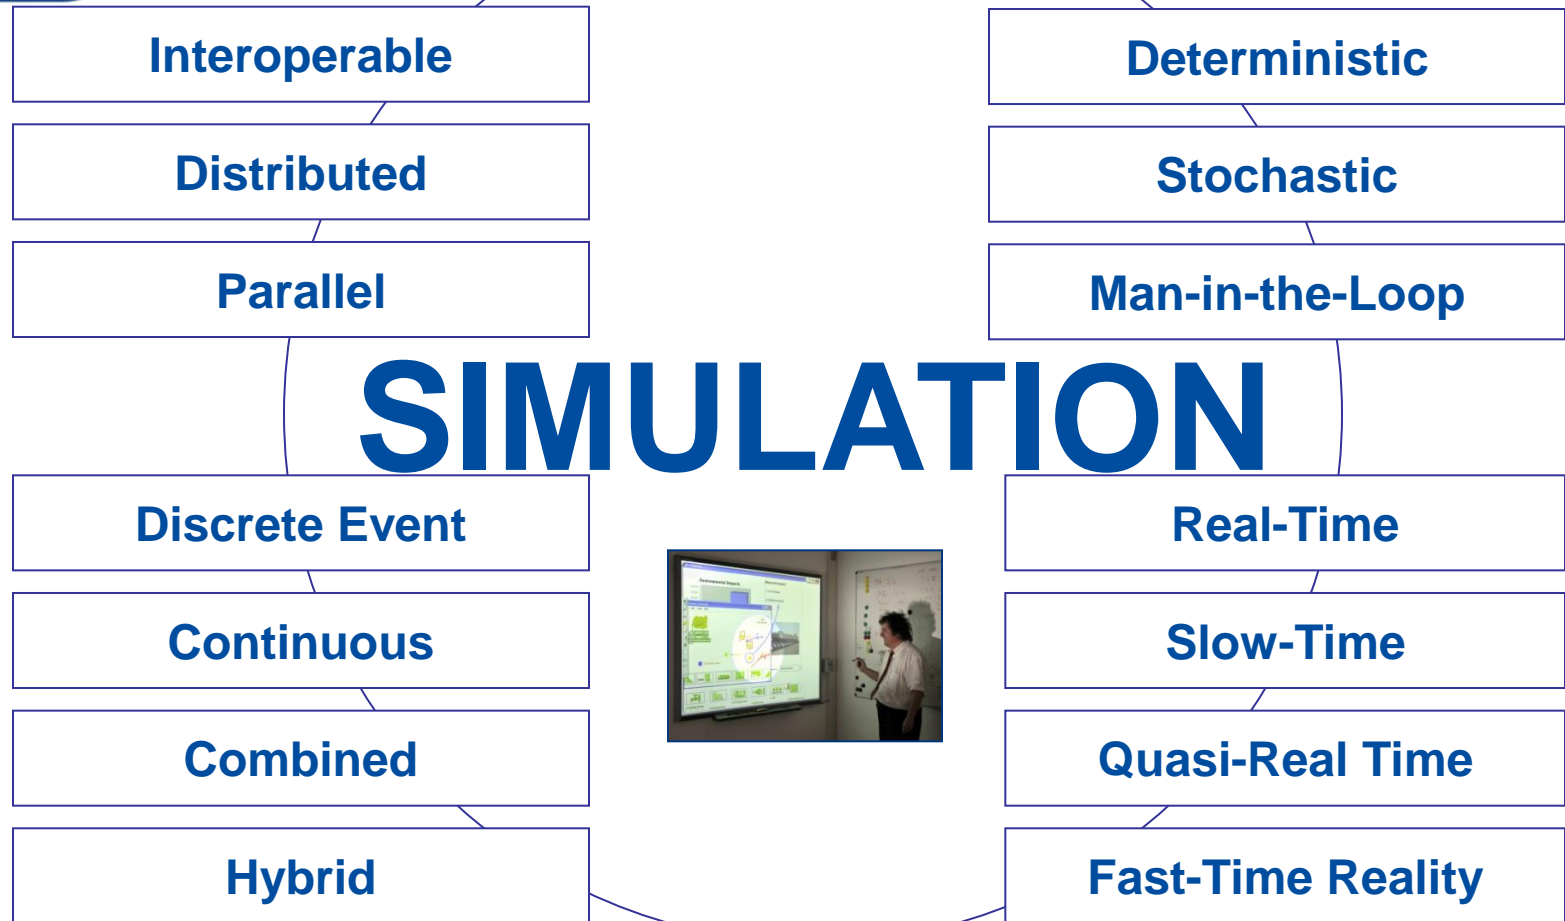 Interoperable
Distributed
Parallel
Deterministic
Stochastic
Man-in-the-Loop
SIMULATION
Discrete Event
Continuous
Combined
Hybrid
Real-Time
Slow-Time
Quasi-Real Time
Fast-Time Reality